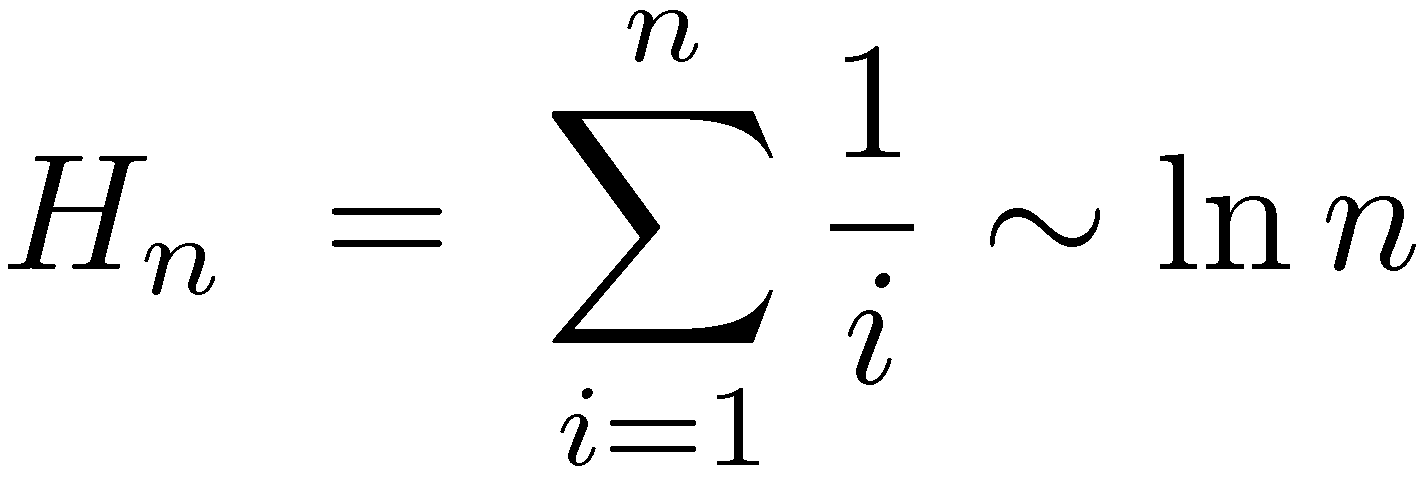 H_n = \sum_{i=1}^{n} \frac{1}{i} \sim \ln n